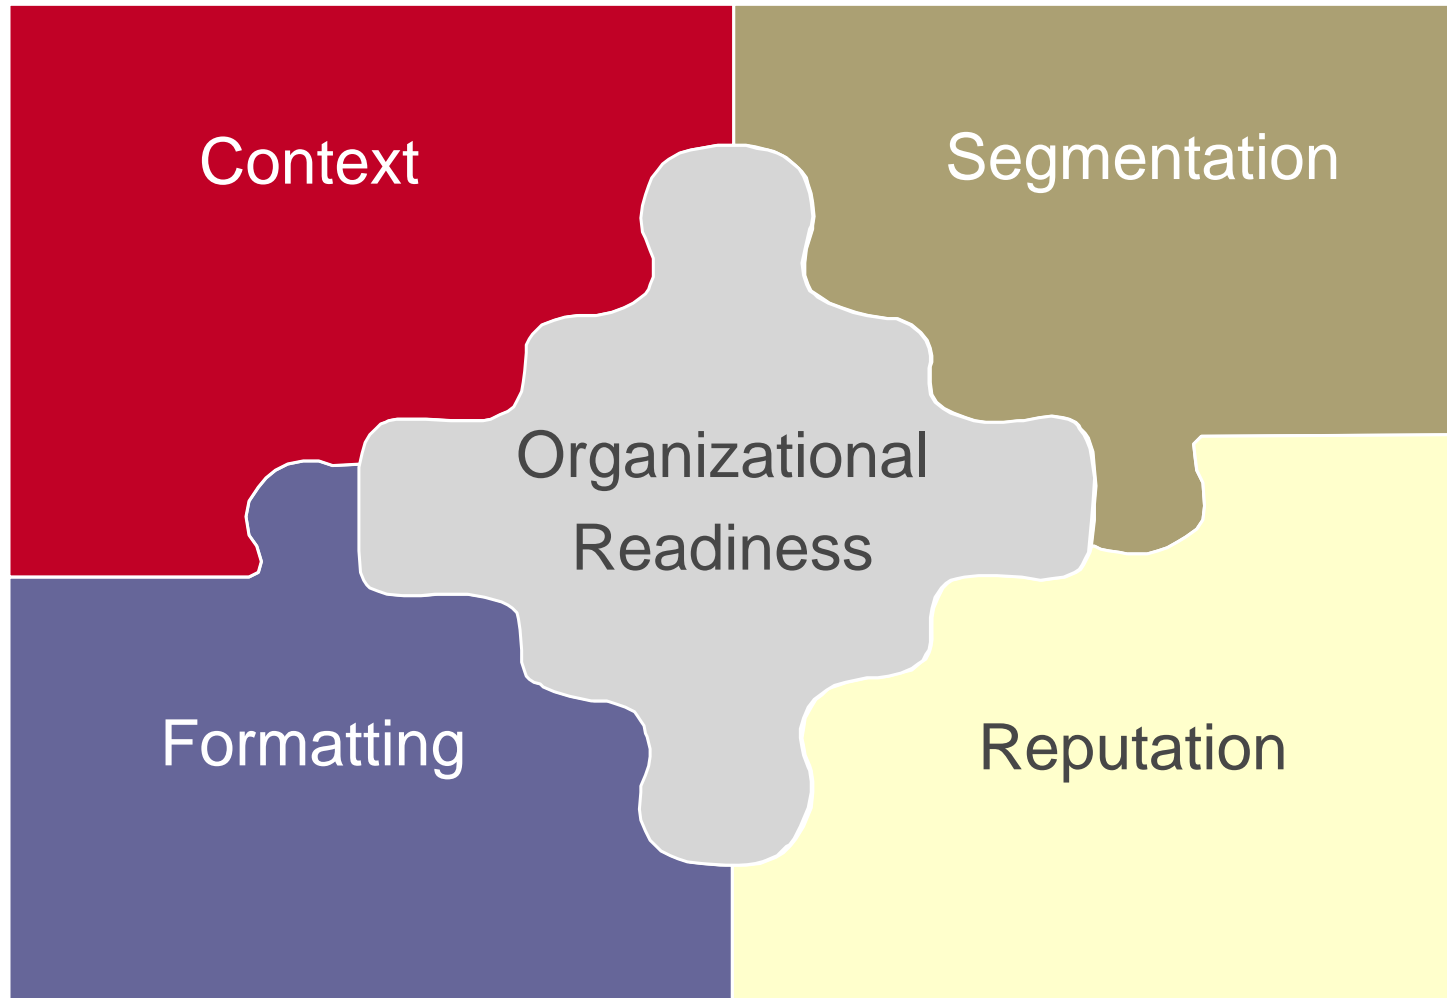 Context
Segmentation
Organizational
Readiness
Formatting
Reputation